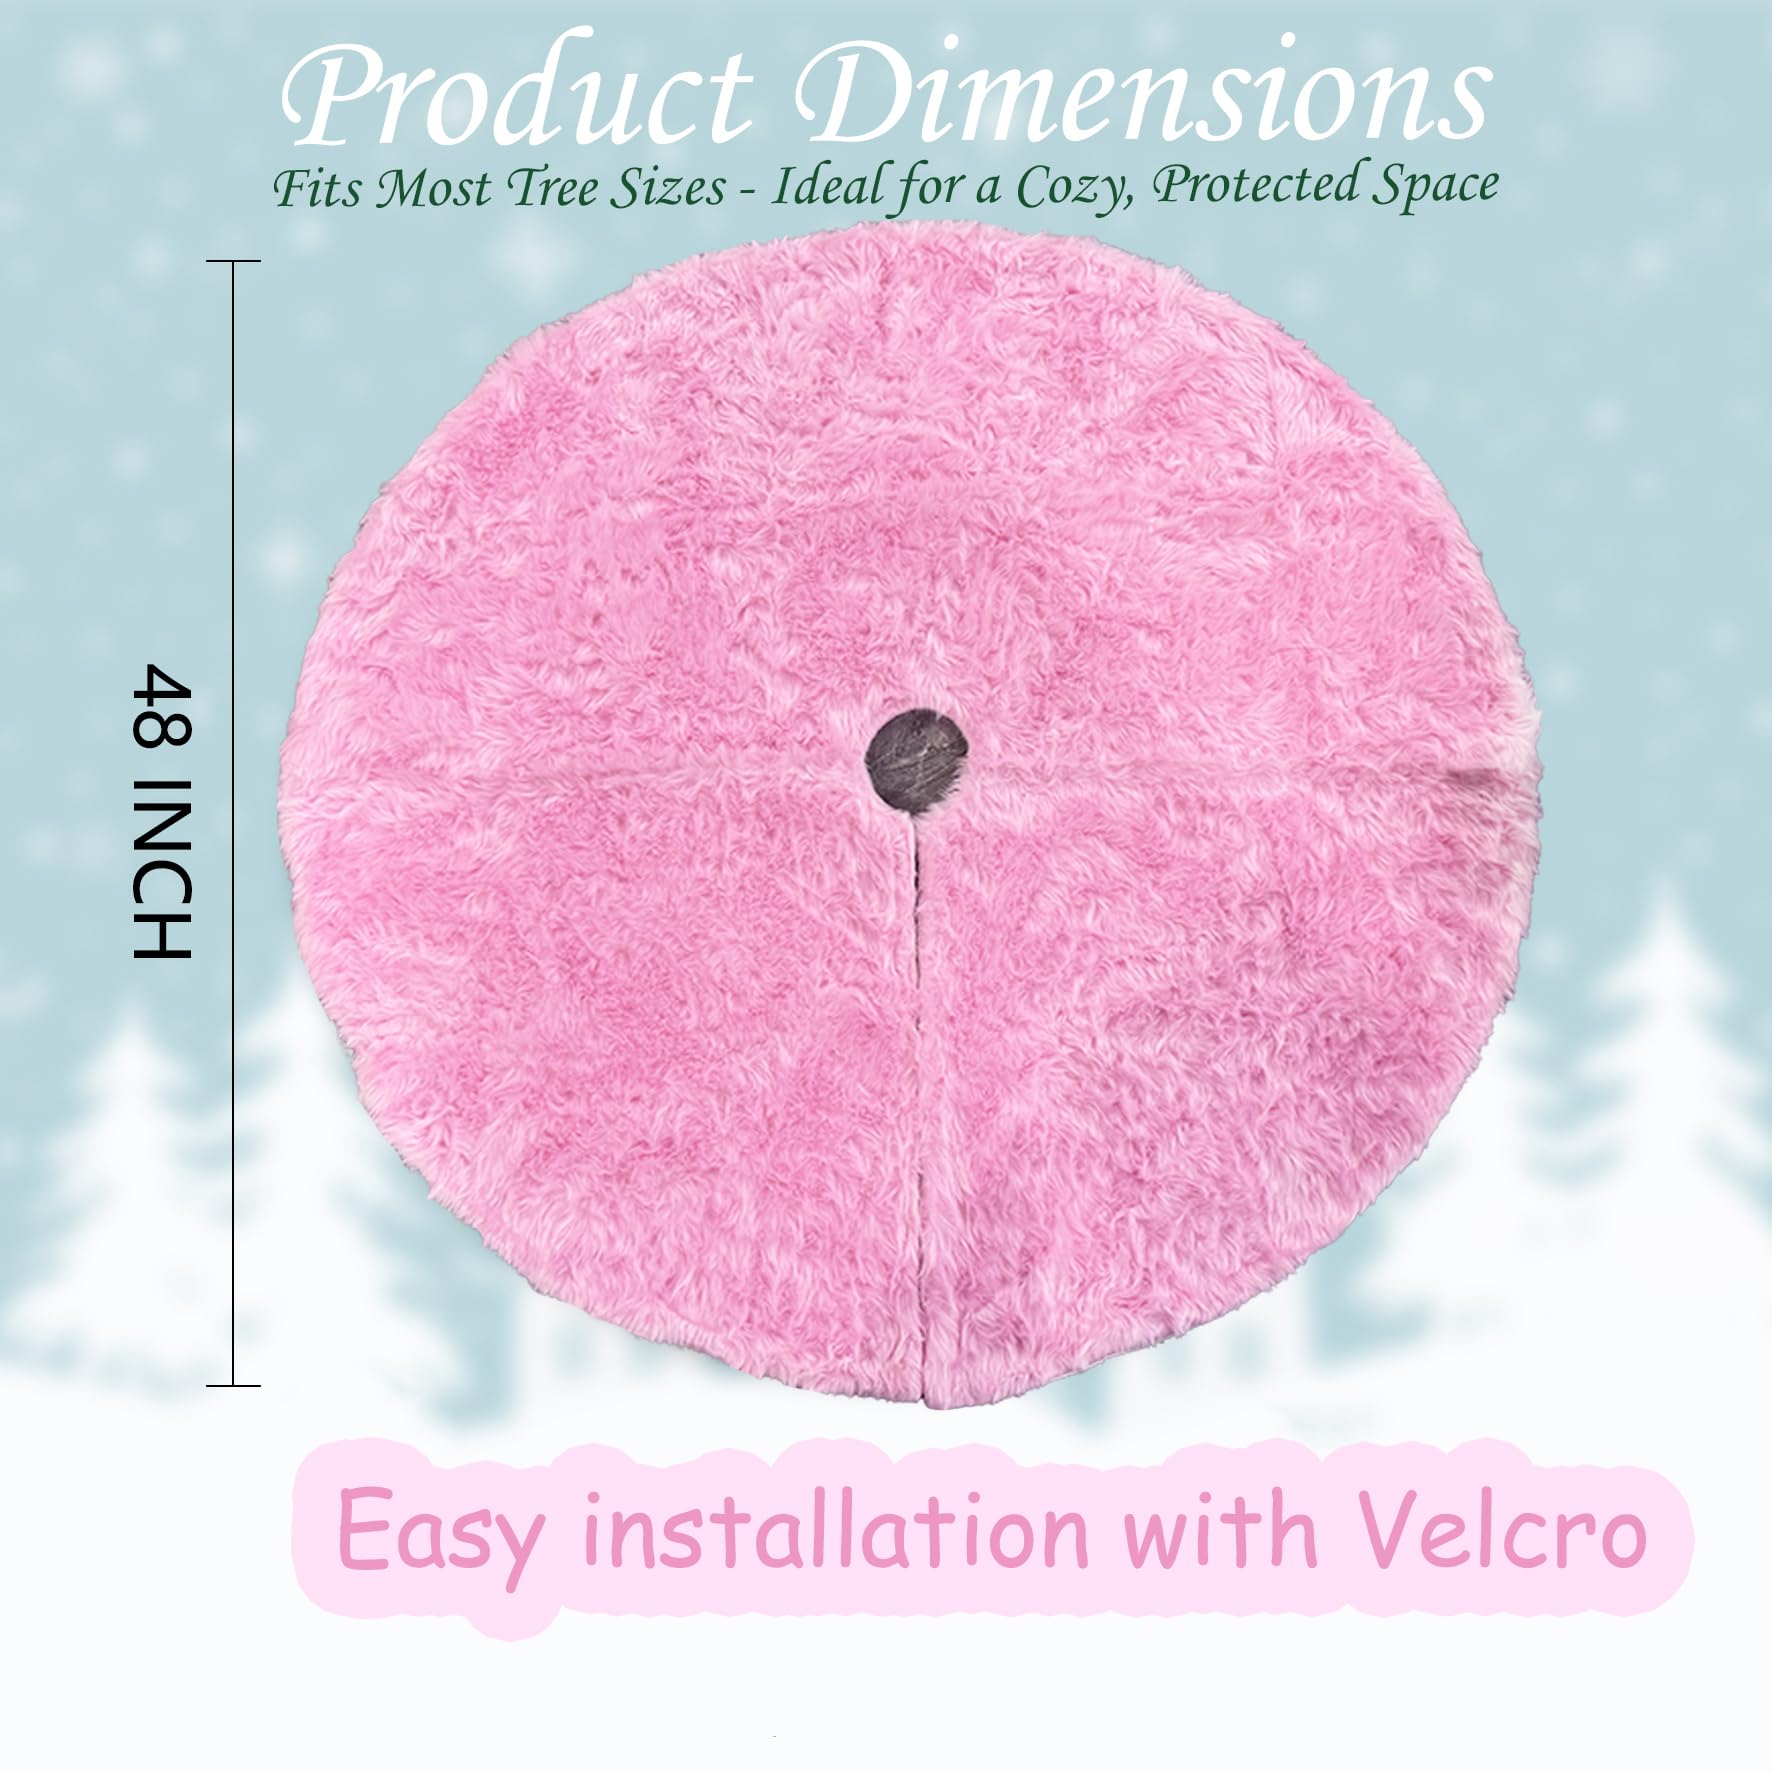 Product Dimensions
Fits Most Tree Sizes - Ideal for a Cozy, Protected Space
48 INCH
Easy installation with Velcro